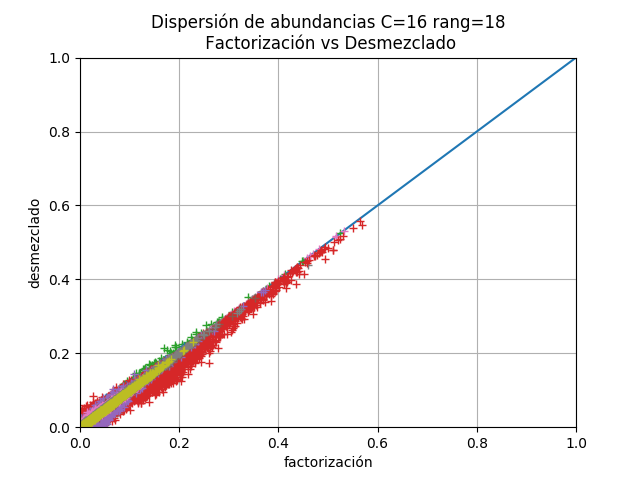 Dispersión de abundancias C=16 rang=18
Factorización vs Desmezclado
1.0
0.8
0.6
0.4
0.2
0.0
desmezclado
0.0 0.2 0.4 0.6 0.8 1.0
factorización